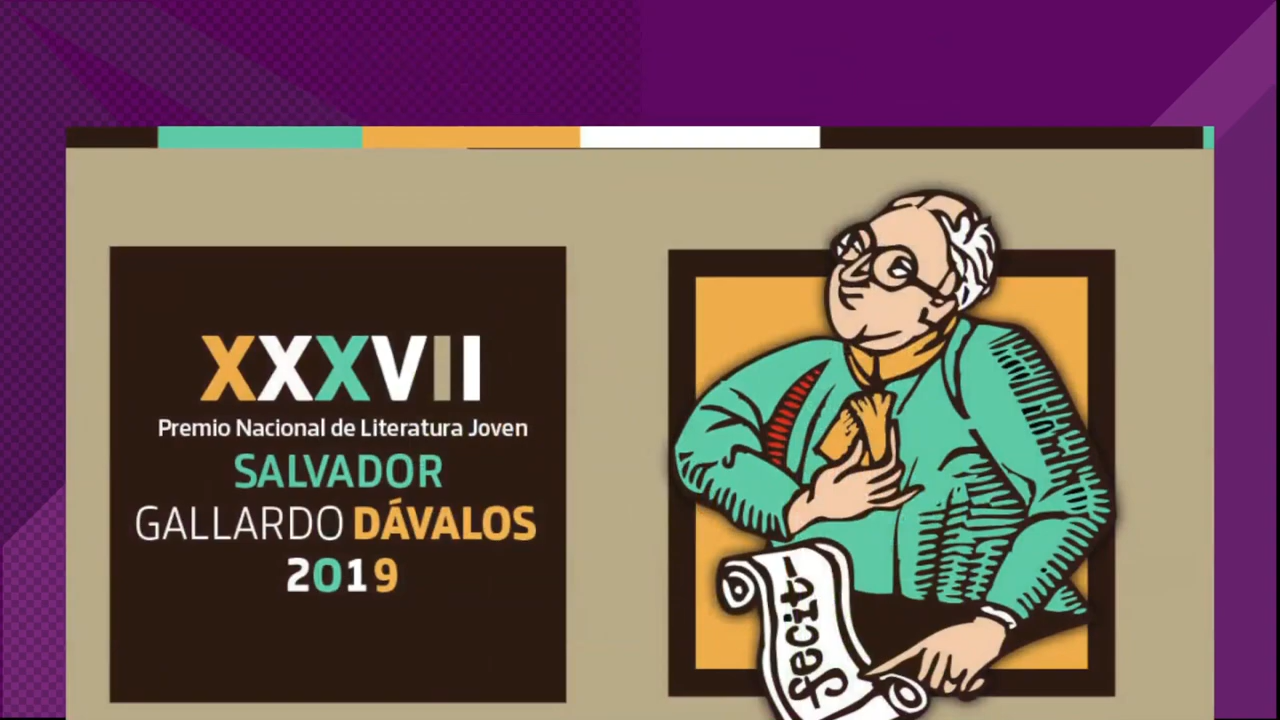 XXXVII
Premio Nacional de Literatura Joven
SALVADOR
GALLARDO DÁVALOS
2019
fecit-